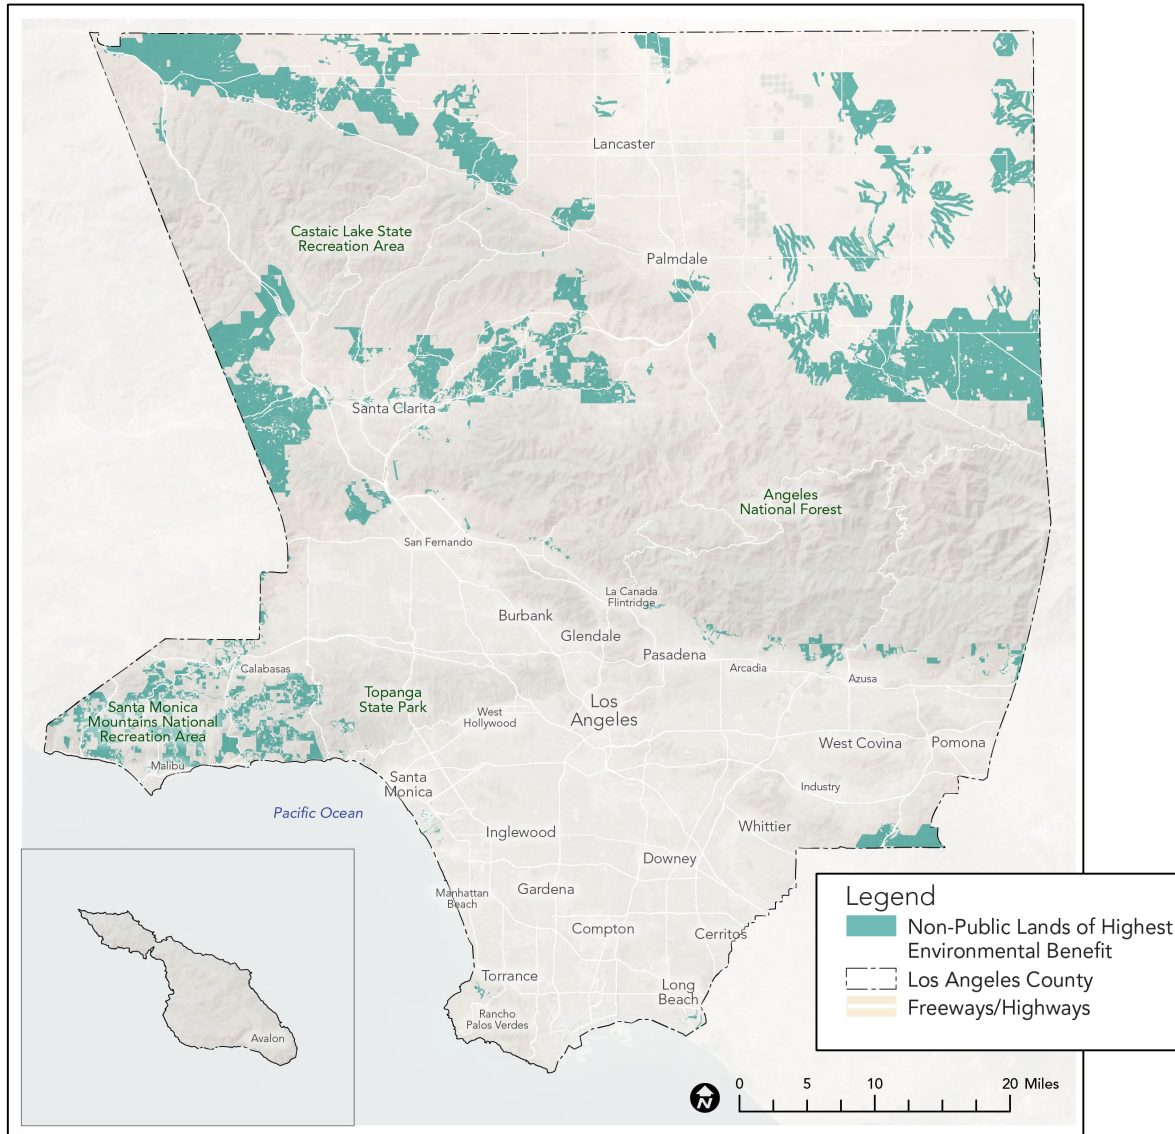 Lancaster
Castaic Lake State
Recreation Area
Palmdale
Santa Clarita
Angeles
National Forest
San Fernando
La Canada
Flintridge
Burbank
Glendale
Pasadena
Arcadia
Azusa
Calabasas
Topanga
State Park
Santa Monica
Mountains National
Recreation Area
West
Hollywood
Los
Angeles
West Covina
Pomona
Malibu
Santa
Monica
Industry
Pacific Ocean
Inglewood
Whittier
Downey
Manhattan
Beach
Gardena
Compton
Cerritos
Torrance
Long
Beach
Rancho
Palos Verdes
Avalon
Legend
Non-Public Lands of Highest
Environmental Benefit
Los Angeles County
Freeways/Highways
N
0 5 10 20 Miles